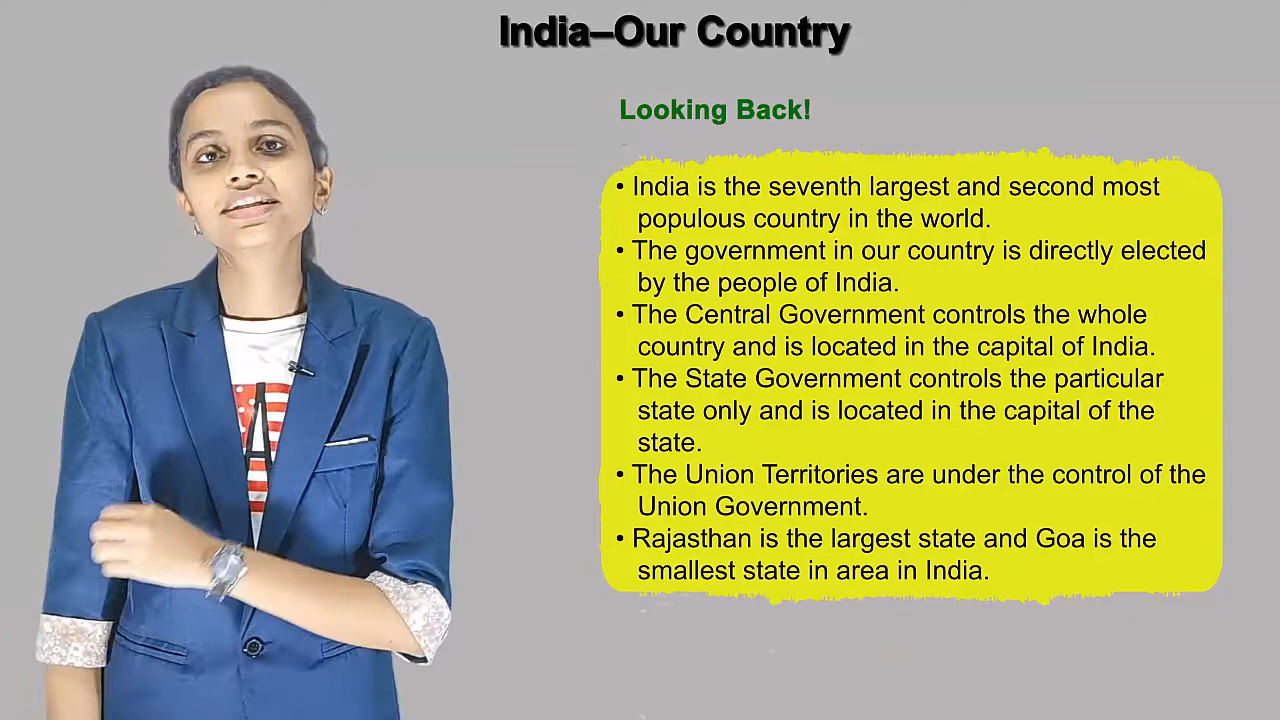 India–Our Country
Looking Back!
• India is the seventh largest and second most
populous country in the world.
• The government in our country is directly elected
by the people of India.
• The Central Government controls the whole
country and is located in the capital of India.
• The State Government controls the particular
state only and is located in the capital of the
state.
• The Union Territories are under the control of the
Union Government.
• Rajasthan is the largest state and Goa is the
smallest state in area in India.
A